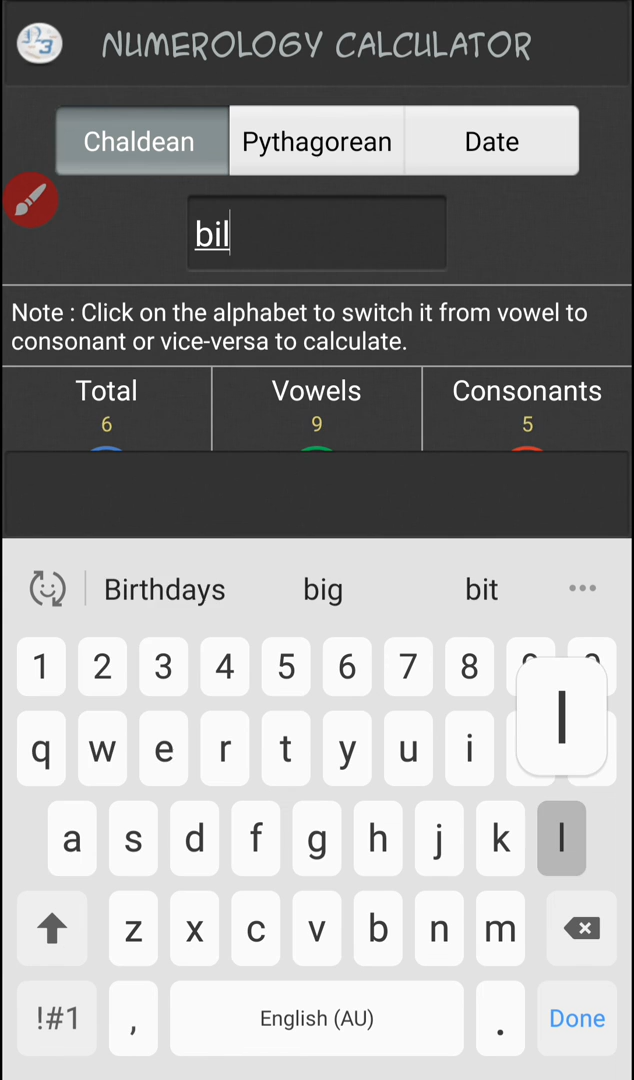 NUMEROLOGY CALCULATOR
Chaldean Pythagorean Date
bil
Note : Click on the alphabet to switch it from vowel to
consonant or vice-versa to calculate.
Total Vowels Consonants
6 9 5
Birthdays big bit
1 2 3 4 5 6 7 8
l
q w e r t y u i
a s d f g h j k l
z x c v b n m
!#1 , English (AU) . Done